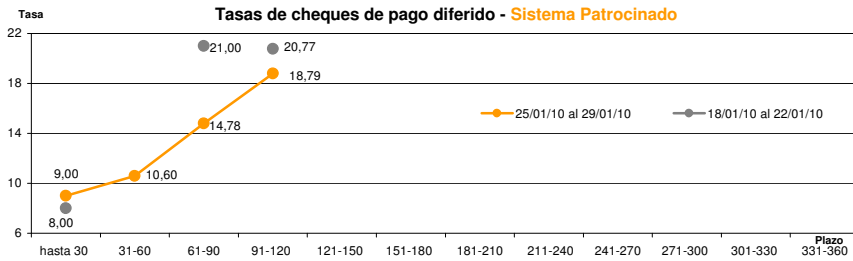 Tasa
Tasas de cheques de pago diferido - Sistema Patrocinado
22
21,00
20,77
18
18,79
25/01/10 al 29/01/10
18/01/10 al 22/01/10
14
14,78
10
9,00
10,60
8,00
6
Plazo
hasta 30 31-60 61-90 91-120 121-150 151-180 181-210 211-240 241-270 271-300 301-330 331-360